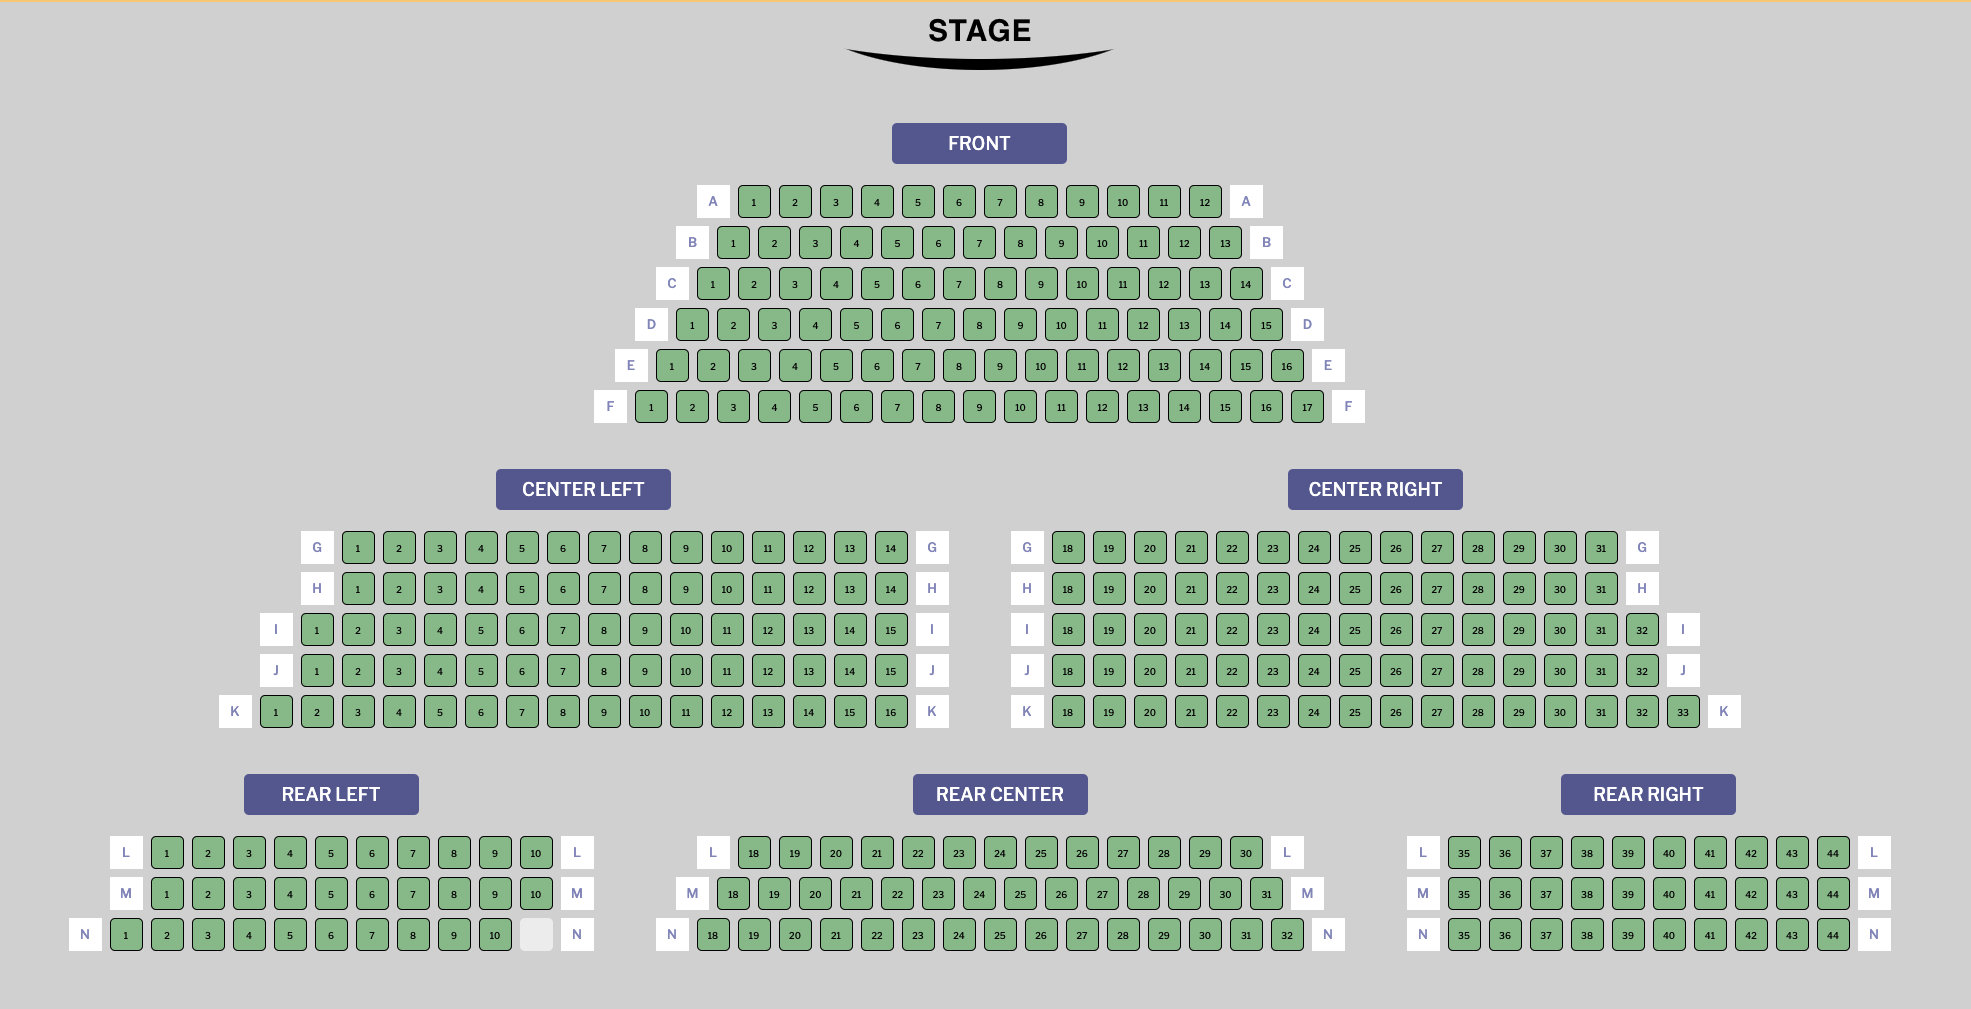 STAGE
FRONT
A 1 2 3 4 5 6 7 8 9 10 11 12 A
B 1 2 3 4 5 6 7 8 9 10 11 12 13 B
C 1 2 3 4 5 6 7 8 9 10 11 12 13 14 C
D 1 2 3 4 5 6 7 8 9 10 11 12 13 14 15 D
E 1 2 3 4 5 6 7 8 9 10 11 12 13 14 15 16 E
F 1 2 3 4 5 6 7 8 9 10 11 12 13 14 15 16 17 F
CENTER LEFT
G 1 2 3 4 5 6 7 8 9 10 11 12 13 14 G
H 1 2 3 4 5 6 7 8 9 10 11 12 13 14 H
I 1 2 3 4 5 6 7 8 9 10 11 12 13 14 15 I
J 1 2 3 4 5 6 7 8 9 10 11 12 13 14 15 J
K 1 2 3 4 5 6 7 8 9 10 11 12 13 14 15 16 K
CENTER RIGHT
G 18 19 20 21 22 23 24 25 26 27 28 29 30 31 G
H 18 19 20 21 22 23 24 25 26 27 28 29 30 31 H
I 18 19 20 21 22 23 24 25 26 27 28 29 30 31 32 I
J 18 19 20 21 22 23 24 25 26 27 28 29 30 31 32 J
K 18 19 20 21 22 23 24 25 26 27 28 29 30 31 32 33 K
REAR LEFT
L 1 2 3 4 5 6 7 8 9 10 L
M 1 2 3 4 5 6 7 8 9 10 M
N 1 2 3 4 5 6 7 8 9 10 N
REAR CENTER
L 18 19 20 21 22 23 24 25 26 27 28 29 30 L
M 18 19 20 21 22 23 24 25 26 27 28 29 30 31 M
N 18 19 20 21 22 23 24 25 26 27 28 29 30 31 32 N
REAR RIGHT
L 35 36 37 38 39 40 41 42 43 44 L
M 35 36 37 38 39 40 41 42 43 44 M
N 35 36 37 38 39 40 41 42 43 44 N